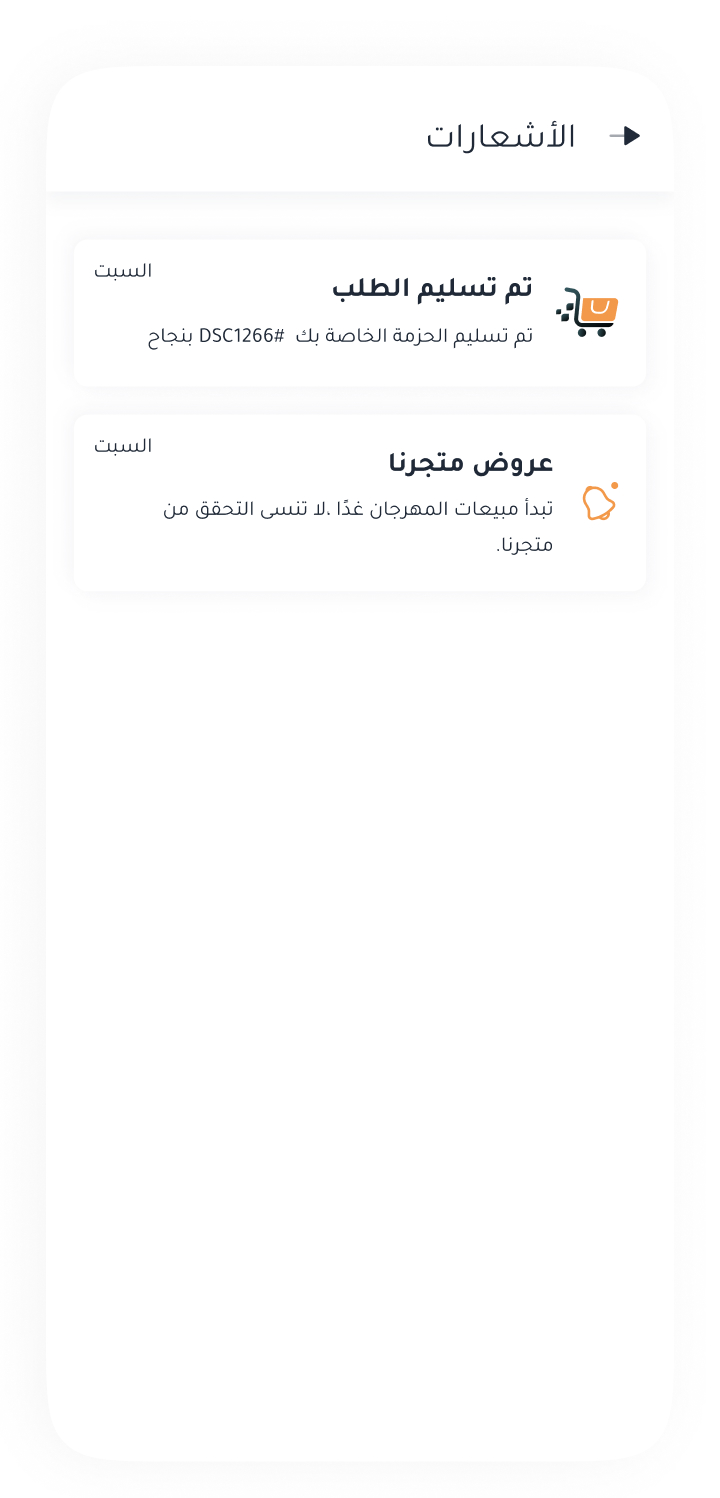 الأشعارات
السبت
تم تسليم الطلب
تم تسليم الحزمة الخاصة بك #DSC1266 بنجاح
السبت
عروض متجرنا
تبدأ مبيعات المهرجان غدًا ،لا تنسى التحقق من
متجرنا.